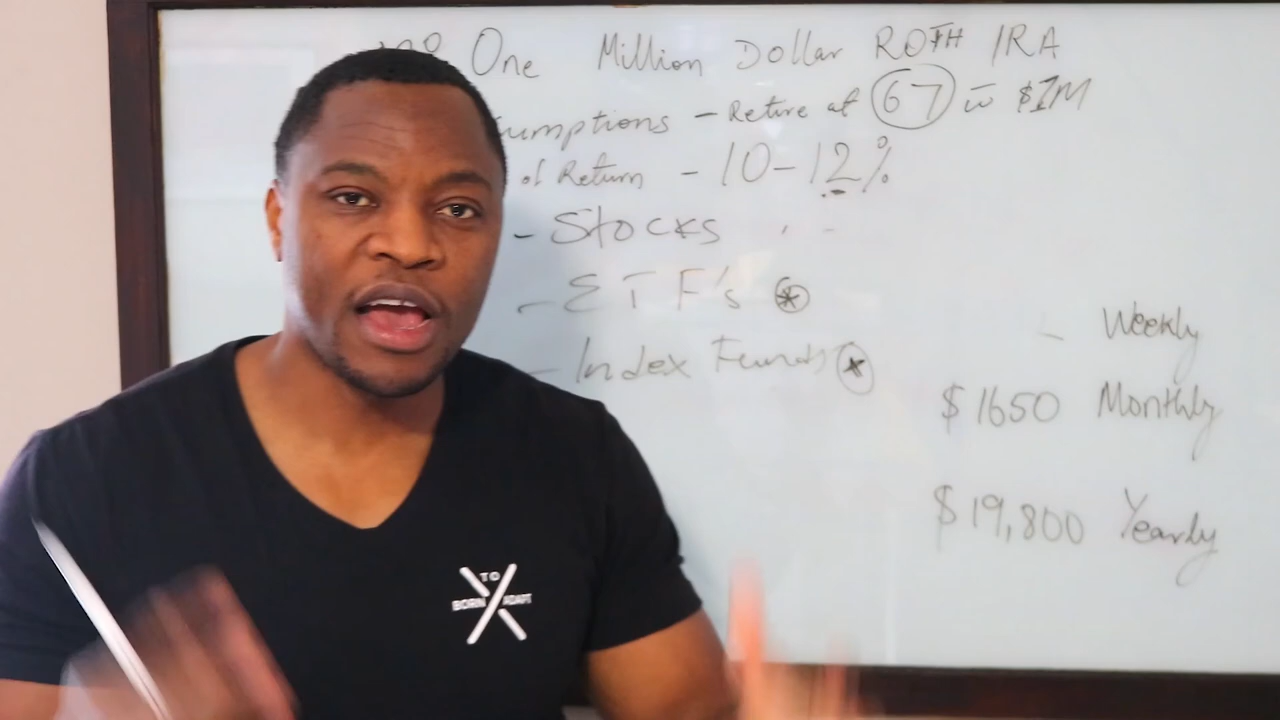 One Million Dollar ROTH IRA
umptions - Retire at 67 w $1M
of Return - 10-12%
- Stocks
- ETF's
- Index Funds
- Weekly
$1650 Monthly
$19,800 Yearly
TO
BORN ADAPT